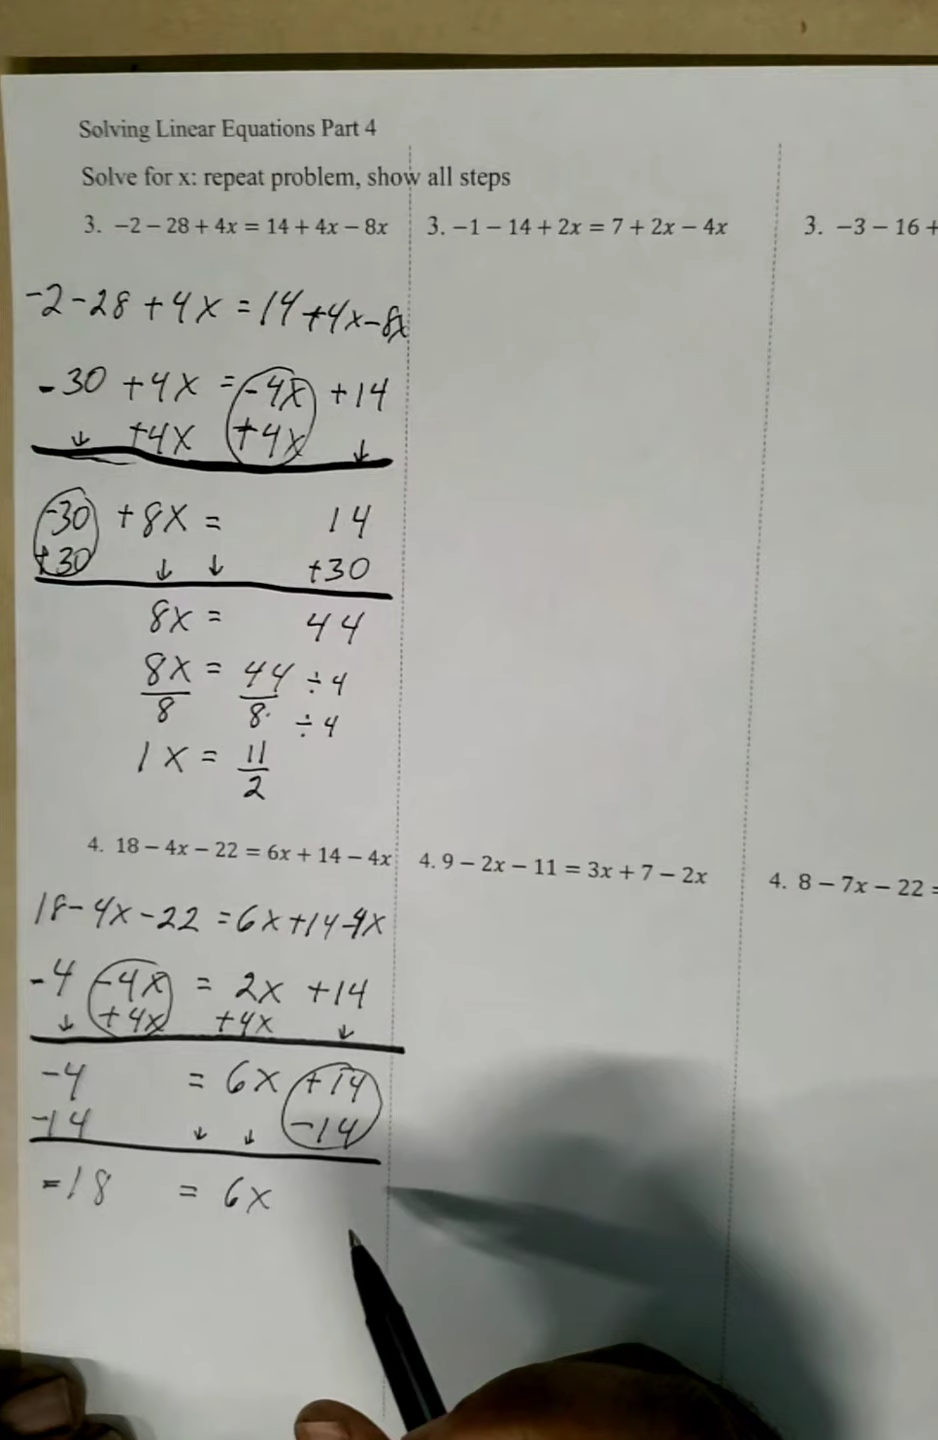 Solving Linear Equations Part 4
Solve for x: repeat problem, show all steps
3. −2 − 28 + 4x = 14 + 4x − 8x
-2-28+4x=14+4x-8x
-30 +4x = -4x +14
↓ +4x +4x ↓
-30 +8x = 14
+30 ↓ ↓ +30
8x = 44
8x = 44 ÷4
8 8 ÷4
1x = 11
2
3. −1 − 14 + 2x = 7 + 2x − 4x
3. −3 − 16 +
4. 18 − 4x − 22 = 6x + 14 − 4x
18-4x-22=6x+14-4x
-4 -4x = 2x +14
↓ +4x +4x ↓
-4 = 6x +14
-14 ↓ ↓ -14
-18 = 6x
4. 9 − 2x − 11 = 3x + 7 − 2x
4. 8 − 7x − 22 =